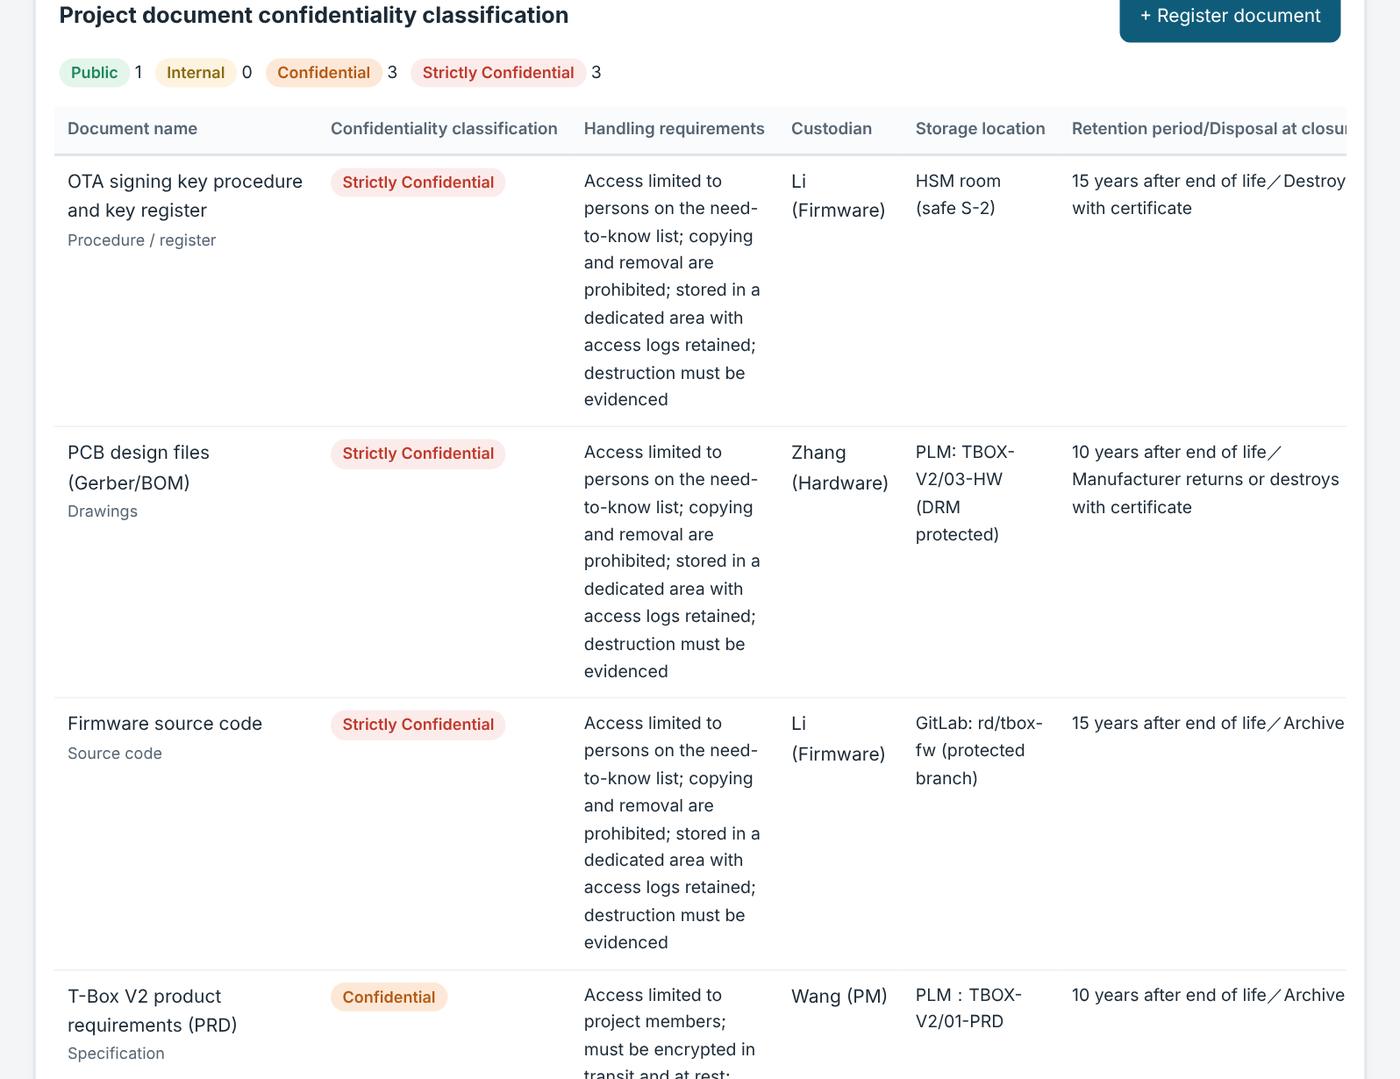 Project document confidentiality classification
+ Register document
Public 1 Internal 0 Confidential 3 Strictly Confidential 3
Document name Confidentiality classification Handling requirements Custodian Storage location Retention period/Disposal at closur
OTA signing key procedure
and key register
Procedure / register
Strictly Confidential
Access limited to
persons on the need-
to-know list; copying
and removal are
prohibited; stored in a
dedicated area with
access logs retained;
destruction must be
evidenced
Li
(Firmware)
HSM room
(safe S-2)
15 years after end of life／Destroy
with certificate
PCB design files
(Gerber/BOM)
Drawings
Strictly Confidential
Access limited to
persons on the need-
to-know list; copying
and removal are
prohibited; stored in a
dedicated area with
access logs retained;
destruction must be
evidenced
Zhang
(Hardware)
PLM: TBOX-
V2/03-HW
(DRM
protected)
10 years after end of life／
Manufacturer returns or destroys
with certificate
Firmware source code
Source code
Strictly Confidential
Access limited to
persons on the need-
to-know list; copying
and removal are
prohibited; stored in a
dedicated area with
access logs retained;
destruction must be
evidenced
Li
(Firmware)
GitLab: rd/tbox-
fw (protected
branch)
15 years after end of life／Archive
T-Box V2 product
requirements (PRD)
Specification
Confidential
Access limited to
project members;
must be encrypted in
transit and at rest;
Wang (PM)
PLM：TBOX-
V2/01-PRD
10 years after end of life／Archive